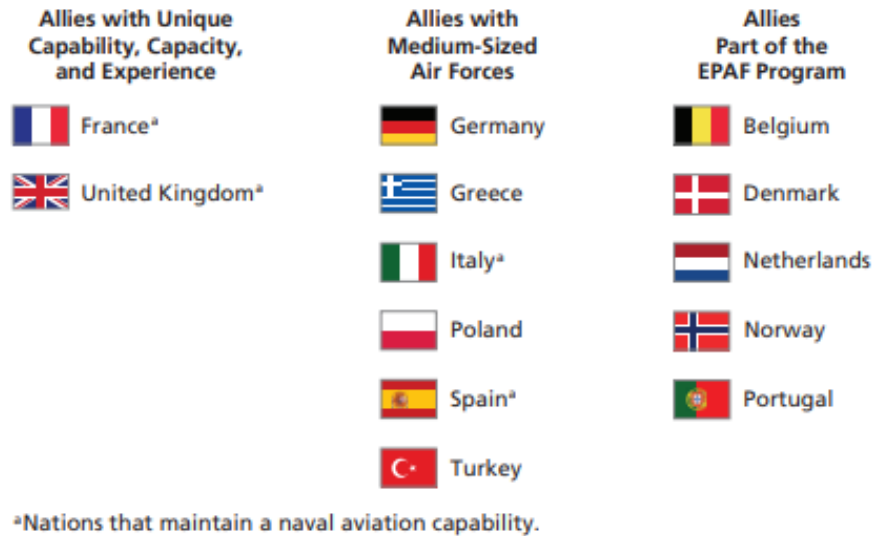 Allies with Unique
Capability, Capacity,
and Experience
Franceᵃ
United Kingdomᵃ
Allies with
Medium-Sized
Air Forces
Germany
Greece
Italyᵃ
Poland
Spainᵃ
Turkey
Allies
Part of the
EPAF Program
Belgium
Denmark
Netherlands
Norway
Portugal
ᵃNations that maintain a naval aviation capability.